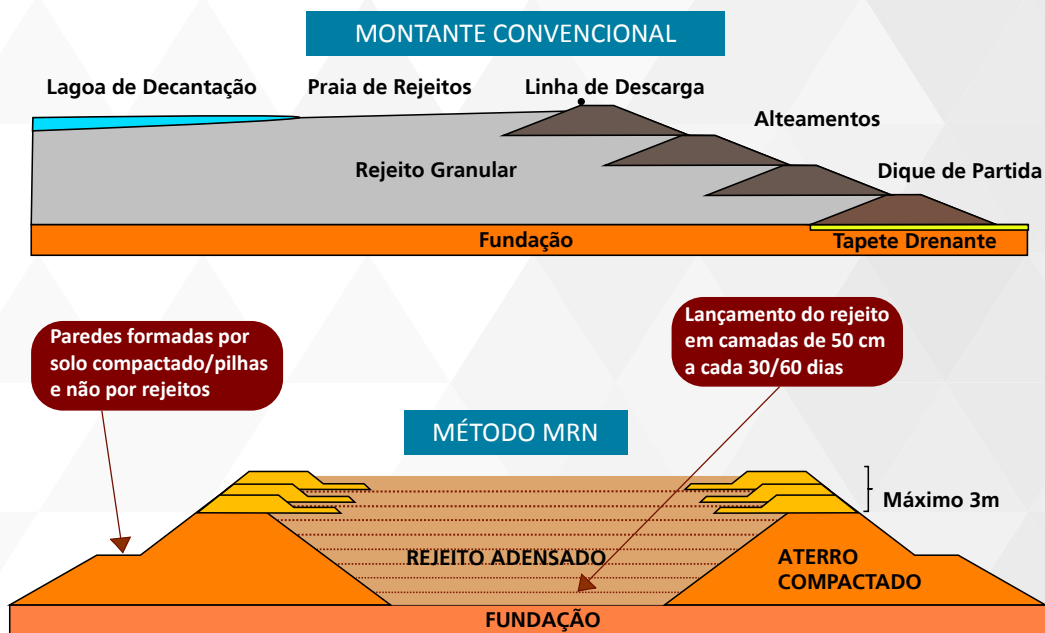 MONTANTE CONVENCIONAL
Lagoa de Decantação
Praia de Rejeitos
Linha de Descarga
Alteamentos
Rejeito Granular
Dique de Partida
Fundação
Tapete Drenante
Paredes formadas por
solo compactado/pilhas
e não por rejeitos
Lançamento do rejeito
em camadas de 50 cm
a cada 30/60 dias
MÉTODO MRN
Máximo 3m
REJEITO ADENSADO
ATERRO
COMPACTADO
FUNDAÇÃO